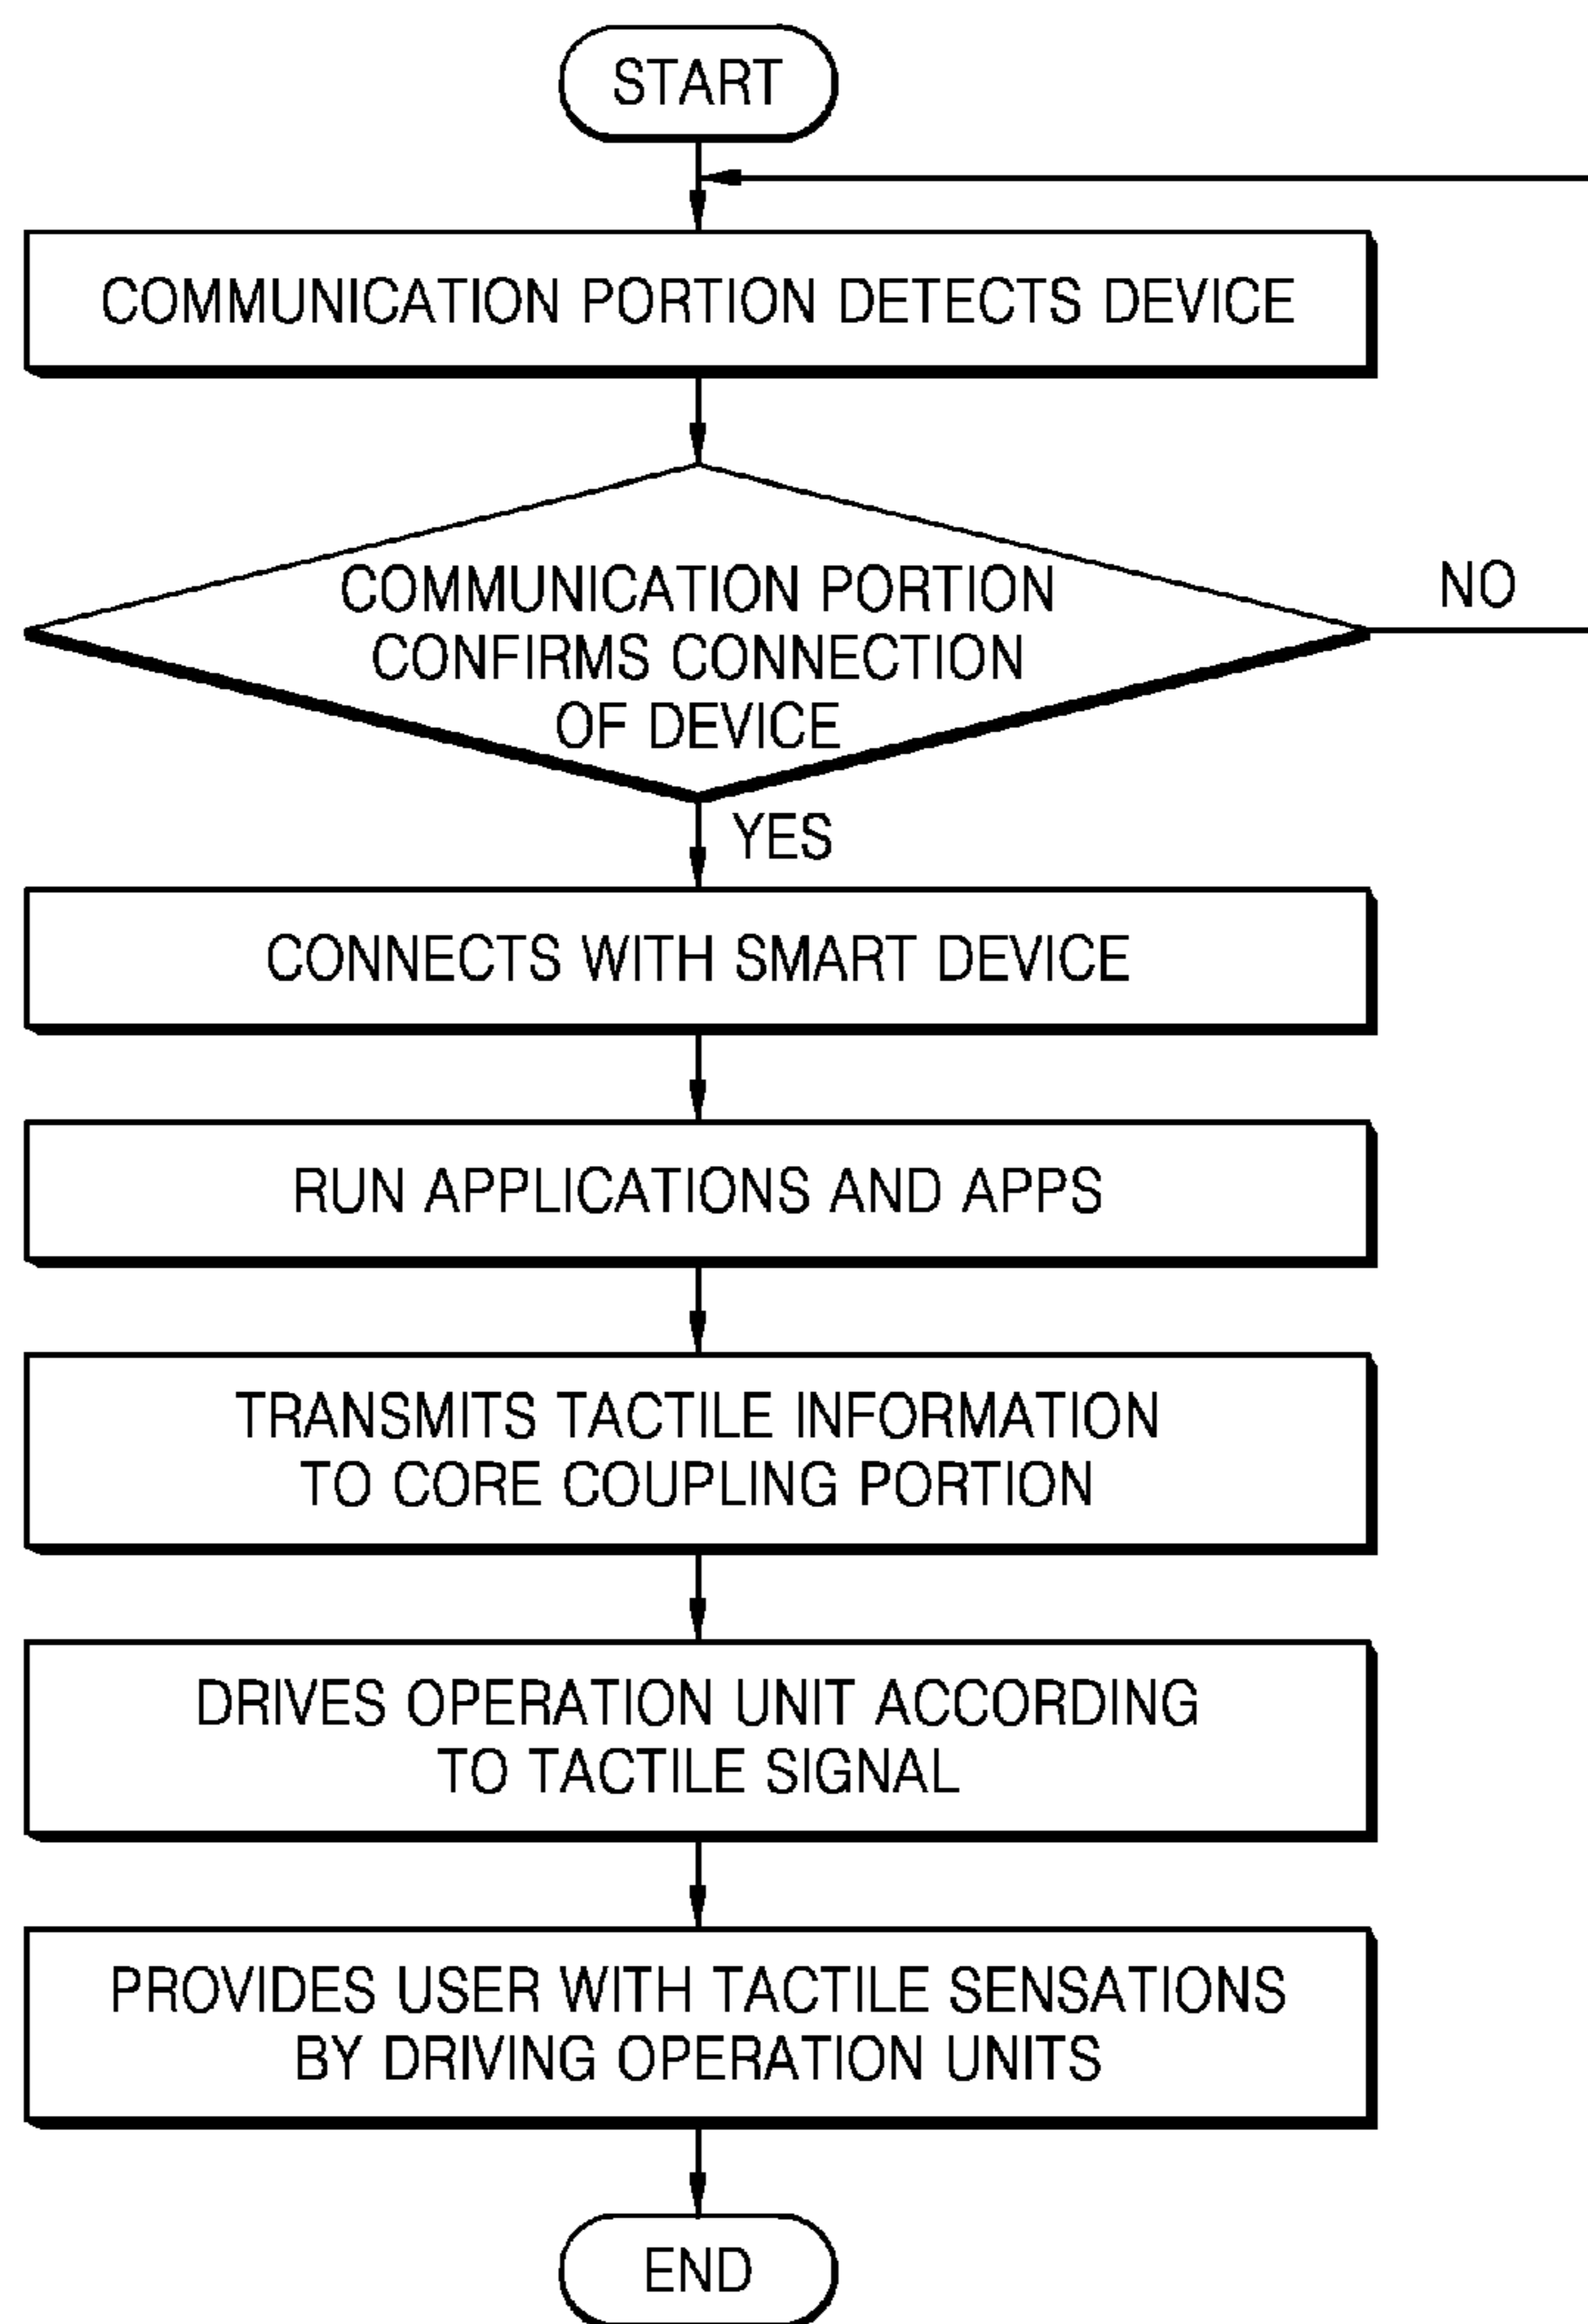 START
COMMUNICATION PORTION DETECTS DEVICE
COMMUNICATION PORTION
CONFIRMS CONNECTION
OF DEVICE
NO
YES
CONNECTS WITH SMART DEVICE
RUN APPLICATIONS AND APPS
TRANSMITS TACTILE INFORMATION
TO CORE COUPLING PORTION
DRIVES OPERATION UNIT ACCORDING
TO TACTILE SIGNAL
PROVIDES USER WITH TACTILE SENSATIONS
BY DRIVING OPERATION UNITS
END